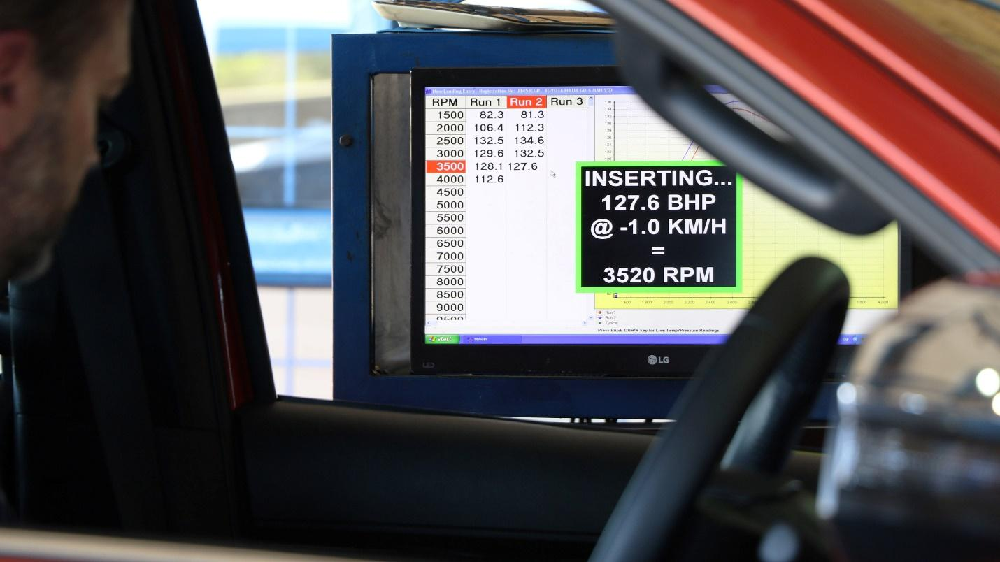 New Landing Entry - Registration No: JB45JCGP, TOYOTA HILUX GD-6 MAN STD
RPM Run 1 Run 2 Run 3
1500 82.3 81.3
2000 106.4 112.3
2500 132.5 134.6
3000 129.6 132.5
3500 128.1 127.6
4000 112.6
4500
5000
5500
6000
6500
7000
7500
8000
8500
9000
9500
136
134
132
130
128
126
124
122
120
INSERTING...
127.6 BHP
@ -1.0 KM/H
=
3520 RPM
1 600 1 800 2 000 2 200 2 400 2 600 3 800 4 000
Run 1
Run 2
Typical
Press PAGE DOWN key for Live Temp/Pressure Readings
start DynoLT EN
LED LG